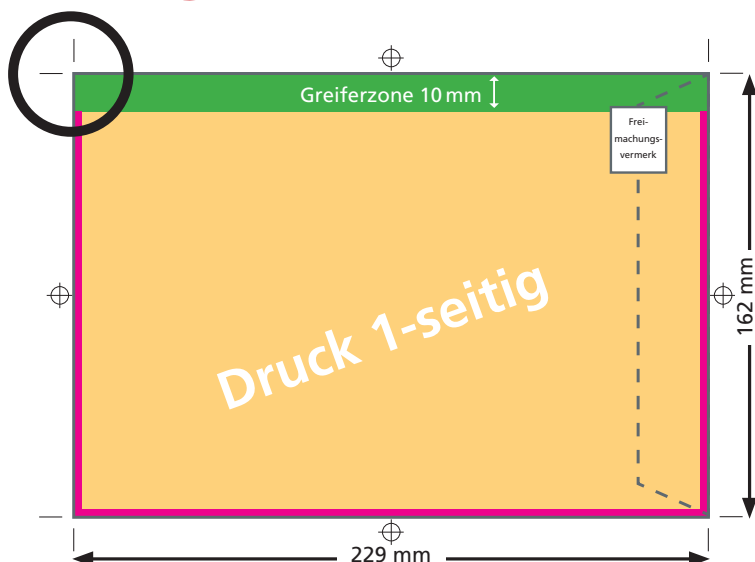 Greiferzone 10 mm
Frei-
machungs-
vermerk
Druck 1-seitig
162 mm
229 mm